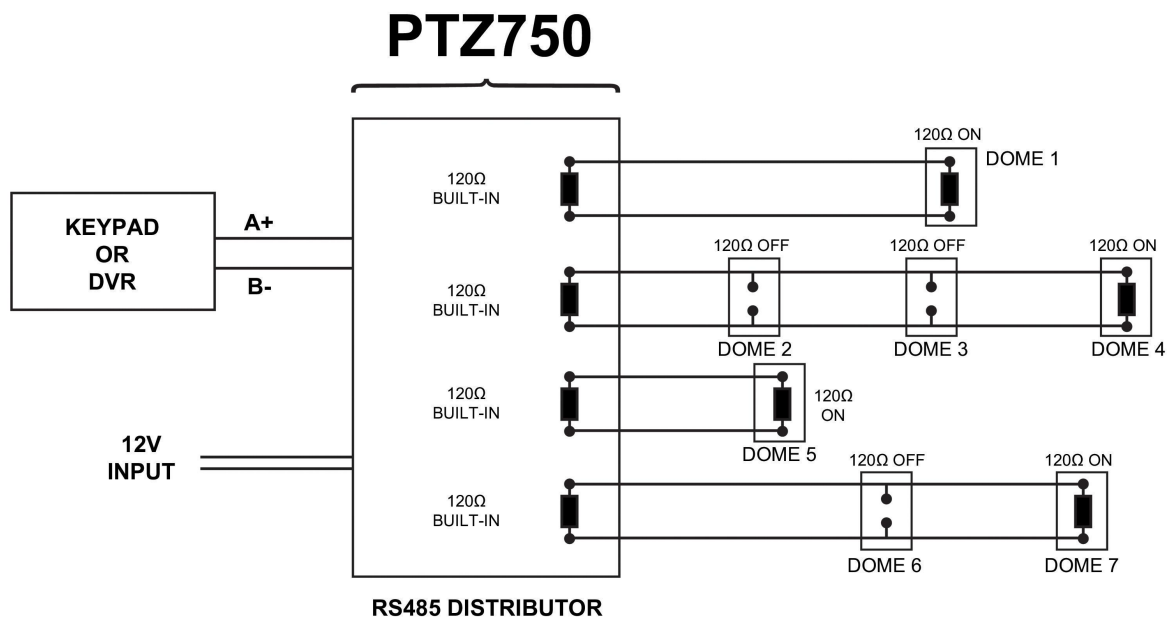 PTZ750
120Ω ON
DOME 1
120Ω
BUILT-IN
KEYPAD
OR
DVR
A+
B-
120Ω OFF
120Ω OFF
120Ω ON
120Ω
BUILT-IN
DOME 2
DOME 3
DOME 4
120Ω
BUILT-IN
120Ω
ON
DOME 5
12V
INPUT
120Ω OFF
120Ω ON
120Ω
BUILT-IN
DOME 6
DOME 7
RS485 DISTRIBUTOR